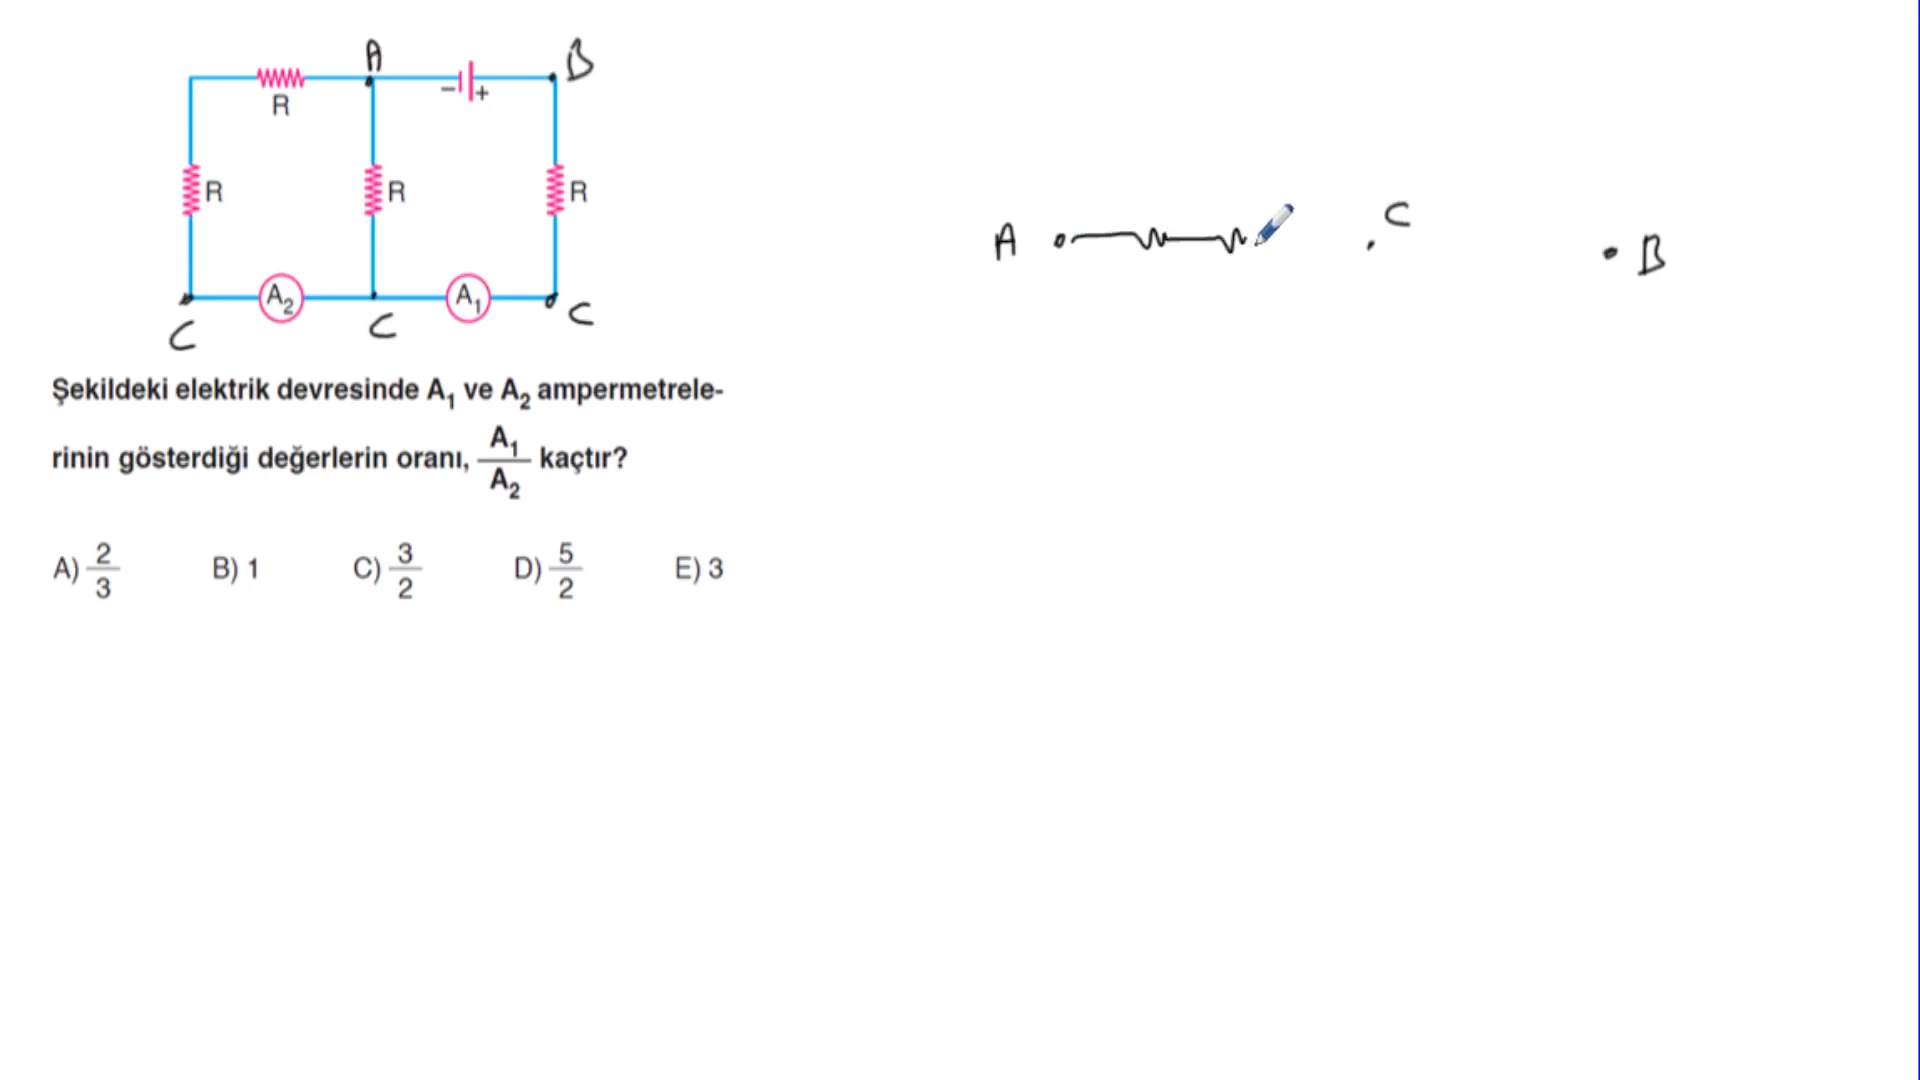 A
B
R
- +
R
R
R
A2
A1
C
C
C
A
C
B
Şekildeki elektrik devresinde A1 ve A2 ampermetrele-
rinin gösterdiği değerlerin oranı, A1/A2 kaçtır?
A) 2/3 B) 1 C) 3/2 D) 5/2 E) 3